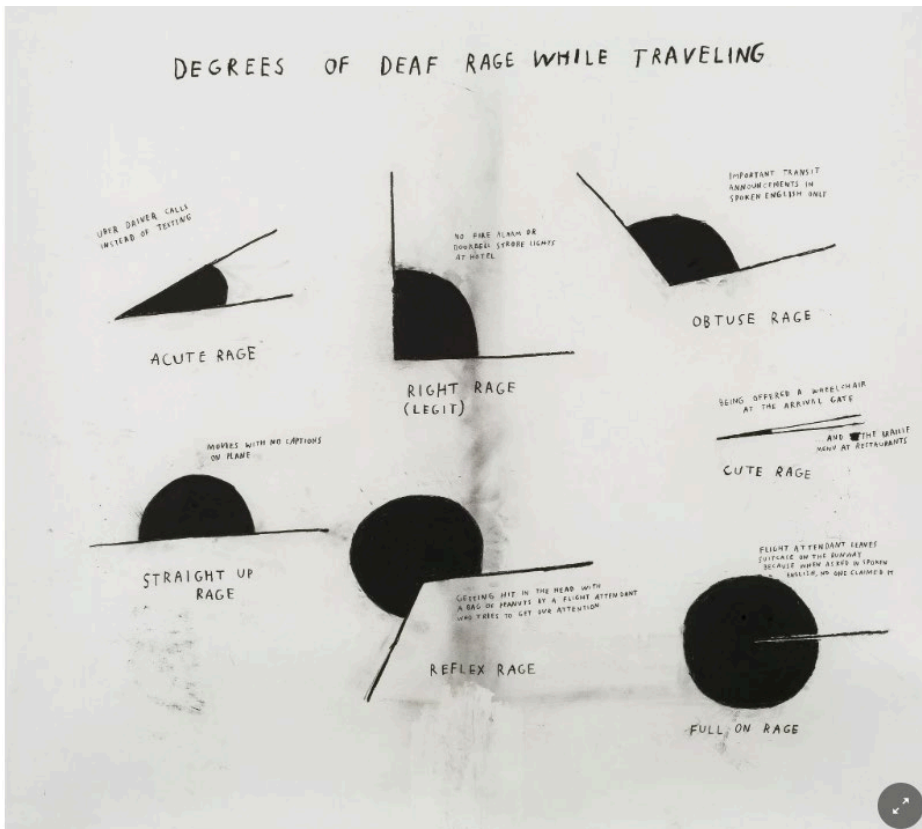 DEGREES OF DEAF RAGE WHILE TRAVELING
UBER DRIVER CALLS
INSTEAD OF TEXTING
ACUTE RAGE
NO FIRE ALARM OR
DOORBELL STROBE LIGHTS
AT HOTEL
RIGHT RAGE
(LEGIT)
IMPORTANT TRANSIT
ANNOUNCEMENTS IN
SPOKEN ENGLISH ONLY
OBTUSE RAGE
BEING OFFERED A WHEELCHAIR
AT THE ARRIVAL GATE
AND THE BRAILLE
MENU AT RESTAURANTS
CUTE RAGE
MOVIES WITH NO CAPTIONS
ON PLANE
STRAIGHT UP
RAGE
GETTING HIT IN THE HEAD WITH
A BAG OF PEANUTS BY A FLIGHT ATTENDANT
WHO TRIES TO GET OUR ATTENTION
REFLEX RAGE
FLIGHT ATTENDANT LEAVES
SUITCASE ON THE RUNWAY
BECAUSE WHEN ASKED IN SPOKEN
ENGLISH, NO ONE CLAIMED IT
FULL ON RAGE